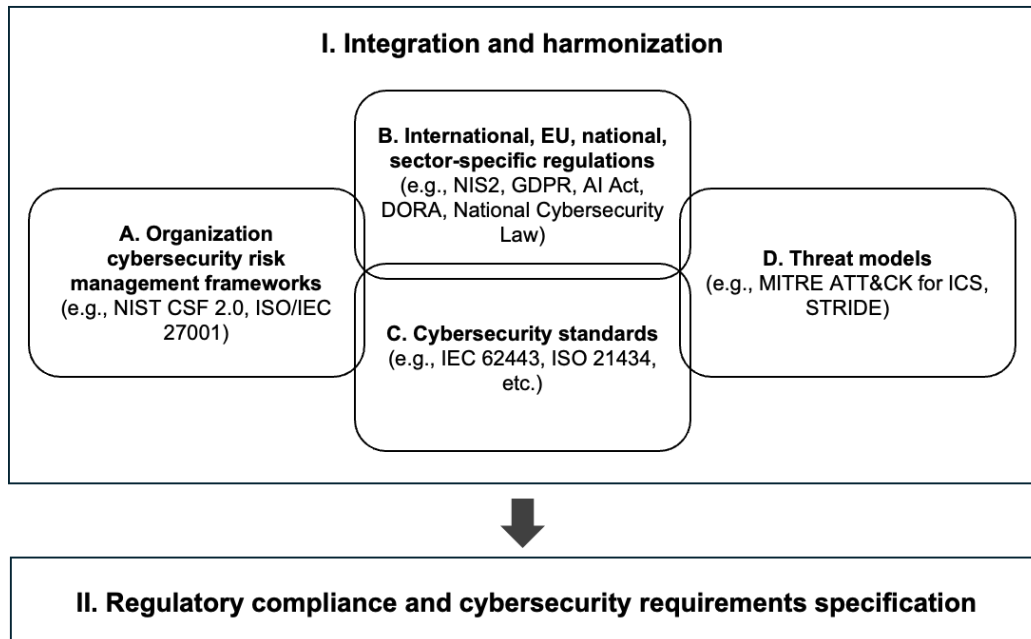 I. Integration and harmonization
B. International, EU, national,
sector-specific regulations
(e.g., NIS2, GDPR, AI Act,
DORA, National Cybersecurity
Law)
A. Organization
cybersecurity risk
management frameworks
(e.g., NIST CSF 2.0, ISO/IEC
27001)
C. Cybersecurity standards
(e.g., IEC 62443, ISO 21434,
etc.)
D. Threat models
(e.g., MITRE ATT&CK for ICS,
STRIDE)
II. Regulatory compliance and cybersecurity requirements specification